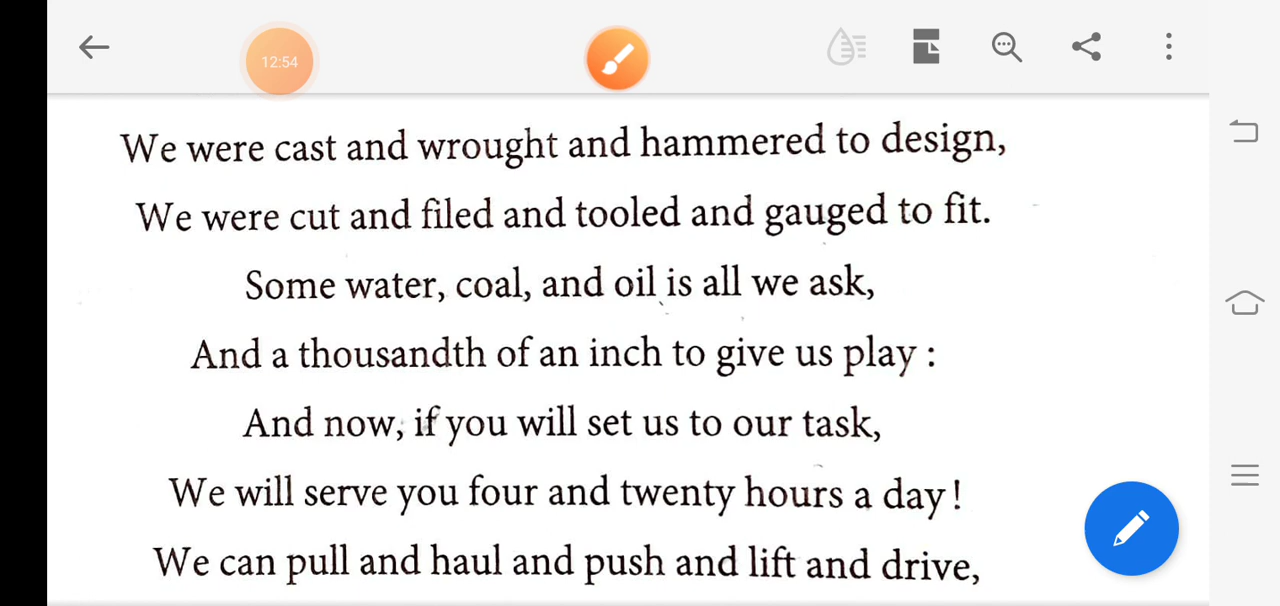 12:54
We were cast and wrought and hammered to design,
We were cut and filed and tooled and gauged to fit.
Some water, coal, and oil is all we ask,
And a thousandth of an inch to give us play :
And now, if you will set us to our task,
We will serve you four and twenty hours a day!
We can pull and haul and push and lift and drive,